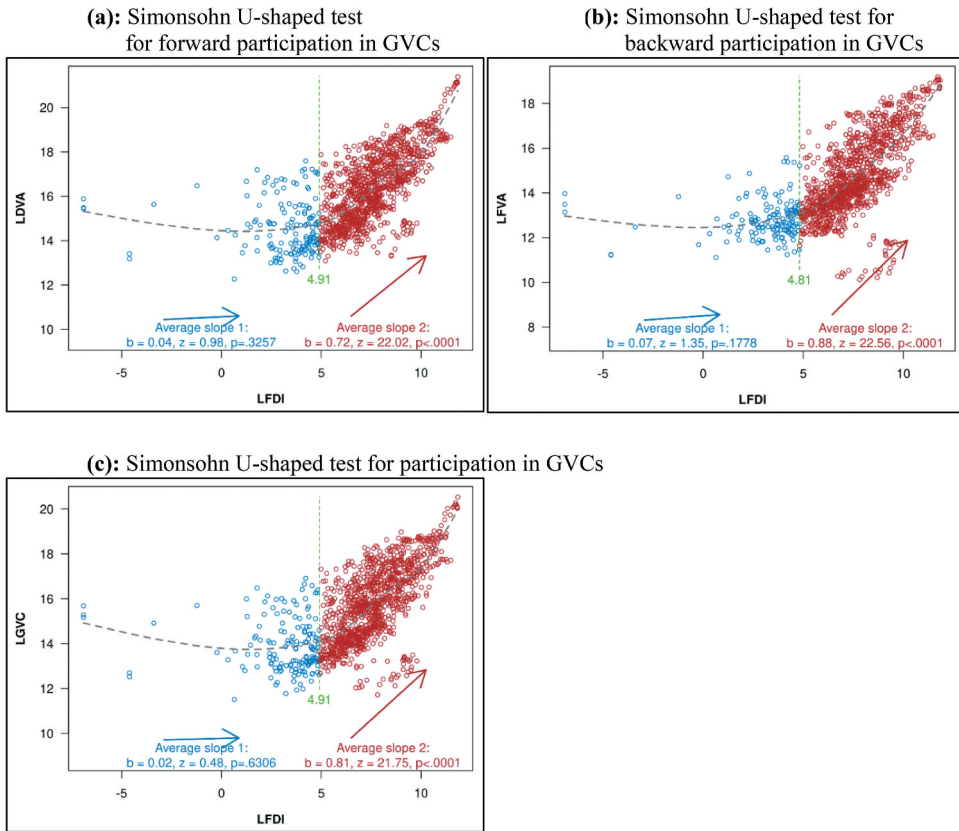 (a): Simonsohn U-shaped test
for forward participation in GVCs
20
18
16
14
12
10
LDVA
4.91
Average slope 1:
b = 0.04, z = 0.98, p=.3257
Average slope 2:
b = 0.72, z = 22.02, p<.0001
-5
0
5
10
LFDI
(b): Simonsohn U-shaped test for
backward participation in GVCs
18
16
14
12
10
8
LFVA
4.81
Average slope 1:
b = 0.07, z = 1.35, p=.1778
Average slope 2:
b = 0.88, z = 22.56, p<.0001
-5
0
5
10
LFDI
(c): Simonsohn U-shaped test for participation in GVCs
20
18
16
14
12
10
LGVC
4.91
Average slope 1:
b = 0.02, z = 0.48, p=.6306
Average slope 2:
b = 0.81, z = 21.75, p<.0001
-5
0
5
10
LFDI